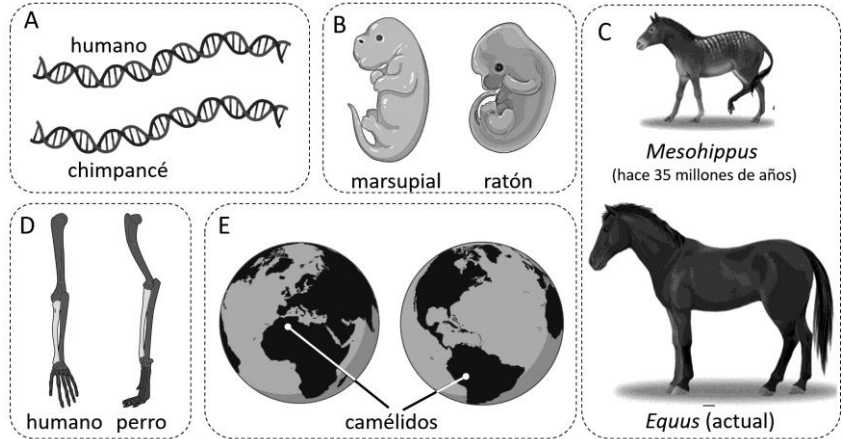 A
humano
chimpancé
B
marsupial
ratón
C
Mesohippus
(hace 35 millones de años)
Equus (actual)
D
humano
perro
E
camélidos